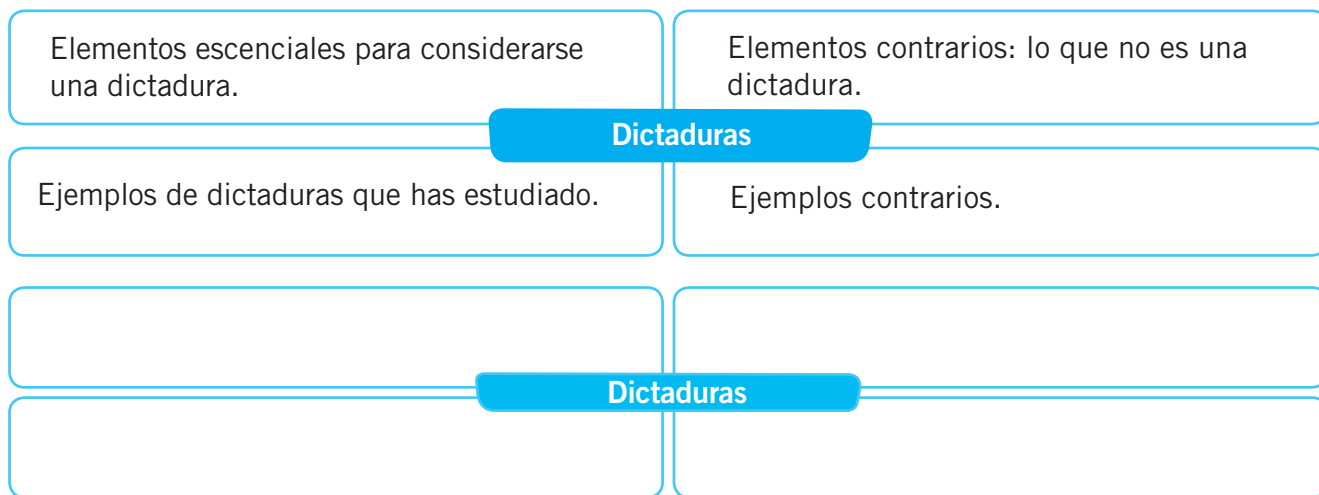 Elementos escenciales para considerarse
una dictadura.
Elementos contrarios: lo que no es una
dictadura.
Dictaduras
Ejemplos de dictaduras que has estudiado.
Ejemplos contrarios.
Dictaduras